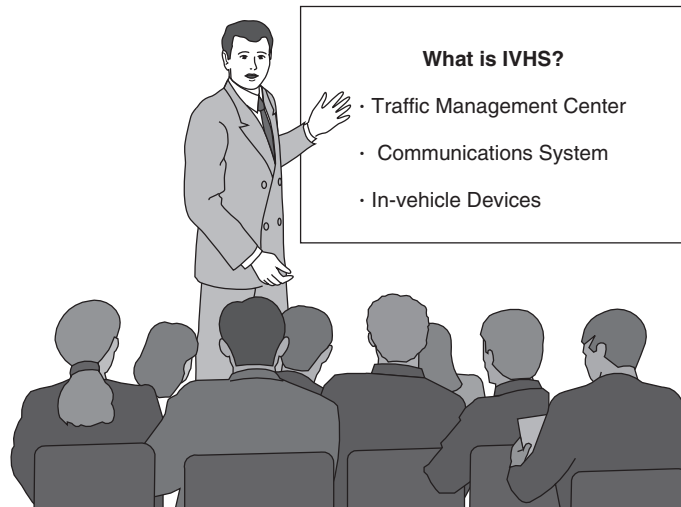 What is IVHS?
· Traffic Management Center
· Communications System
· In-vehicle Devices